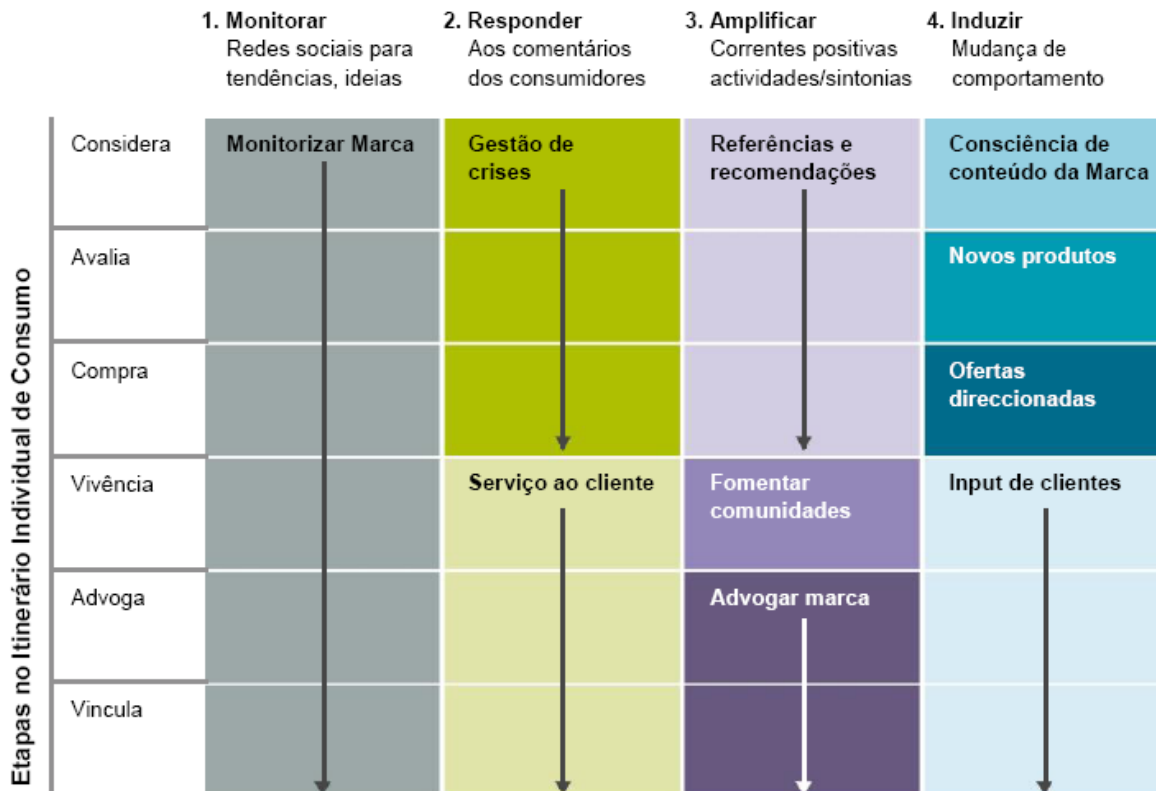 1. Monitorar
Redes sociais para
tendências, ideias
2. Responder
Aos comentários
dos consumidores
3. Amplificar
Correntes positivas
actividades/sintonias
4. Induzir
Mudança de
comportamento
Etapas no Itinerário Individual de Consumo
Considera
Monitorizar Marca
Gestão de
crises
Referências e
recomendações
Consciência de
conteúdo da Marca
Avalia
Novos produtos
Compra
Ofertas
direccionadas
Vivência
Serviço ao cliente
Fomentar
comunidades
Input de clientes
Advoga
Advogar marca
Vincula